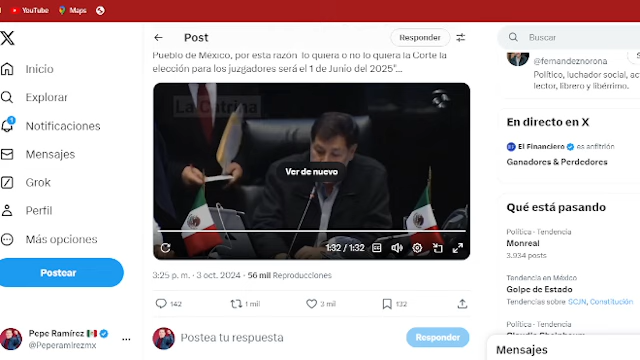 YouTube
Maps
X
Post
Responder
Buscar
Pueblo de México, por esta razón lo quiera o no lo quiera la Corte la
elección para los juzgadores será el 1 de Junio del 2025"...
La Catrina
Ver de nuevo
1:32 / 1:32
3:25 p. m. · 3 oct. 2024 · 56 mil Reproducciones
142
1 mil
3 mil
132
Postea tu respuesta
Responder
Inicio
Explorar
1
Notificaciones
Mensajes
Grok
Perfil
Más opciones
Postear
Pepe Ramírez
@Peperamirezmx
@fernandeznorona
Político, luchador social, ac
lector, librero y libérrimo.
En directo en X
El Financiero es anfitrión
Ganadores & Perdedores
Qué está pasando
Política · Tendencia
Monreal
3.934 posts
Tendencia en México
Golpe de Estado
Tendencias sobre SCJN, Constitución
Política · Tendencia
Mensajes